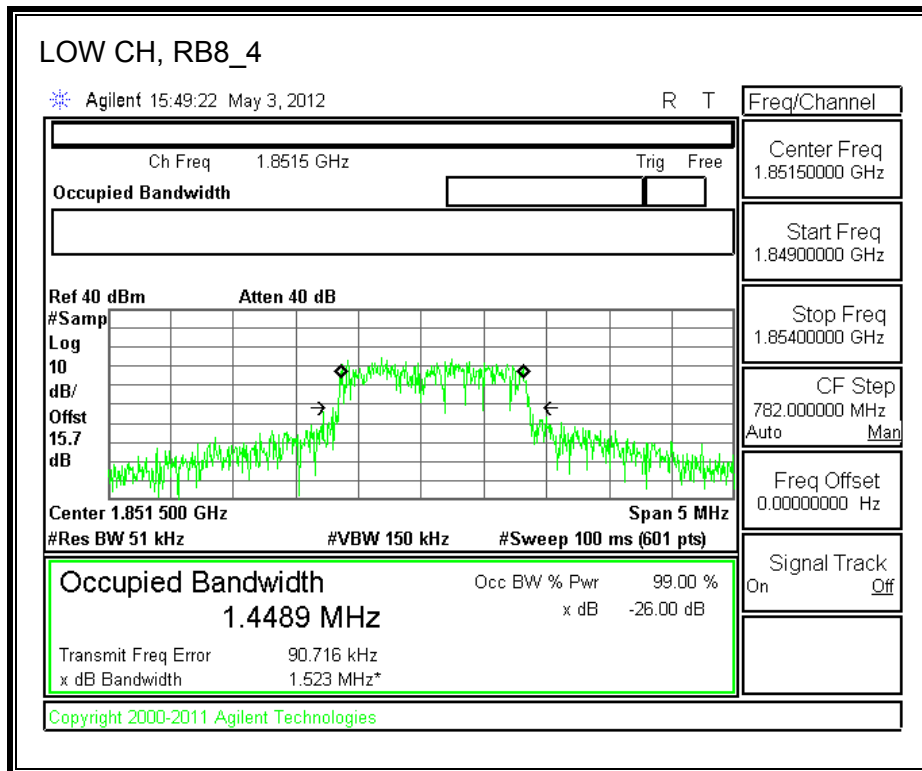 LOW CH, RB8_4
Agilent 15:49:22 May 3, 2012 R T
Freq/Channel
Ch Freq 1.8515 GHz Trig Free
Occupied Bandwidth
Center Freq
1.85150000 GHz
Start Freq
1.84900000 GHz
Stop Freq
1.85400000 GHz
CF Step
782.000000 MHz
Auto Man
Freq Offset
0.00000000 Hz
Signal Track
On Off
Ref 40 dBm Atten 40 dB
#Samp
Log
10
dB/
Offst
15.7
dB
Center 1.851 500 GHz Span 5 MHz
#Res BW 51 kHz #VBW 150 kHz #Sweep 100 ms (601 pts)
Occupied Bandwidth Occ BW % Pwr 99.00 %
1.4489 MHz x dB -26.00 dB
Transmit Freq Error 90.716 kHz
x dB Bandwidth 1.523 MHz*
Copyright 2000-2011 Agilent Technologies